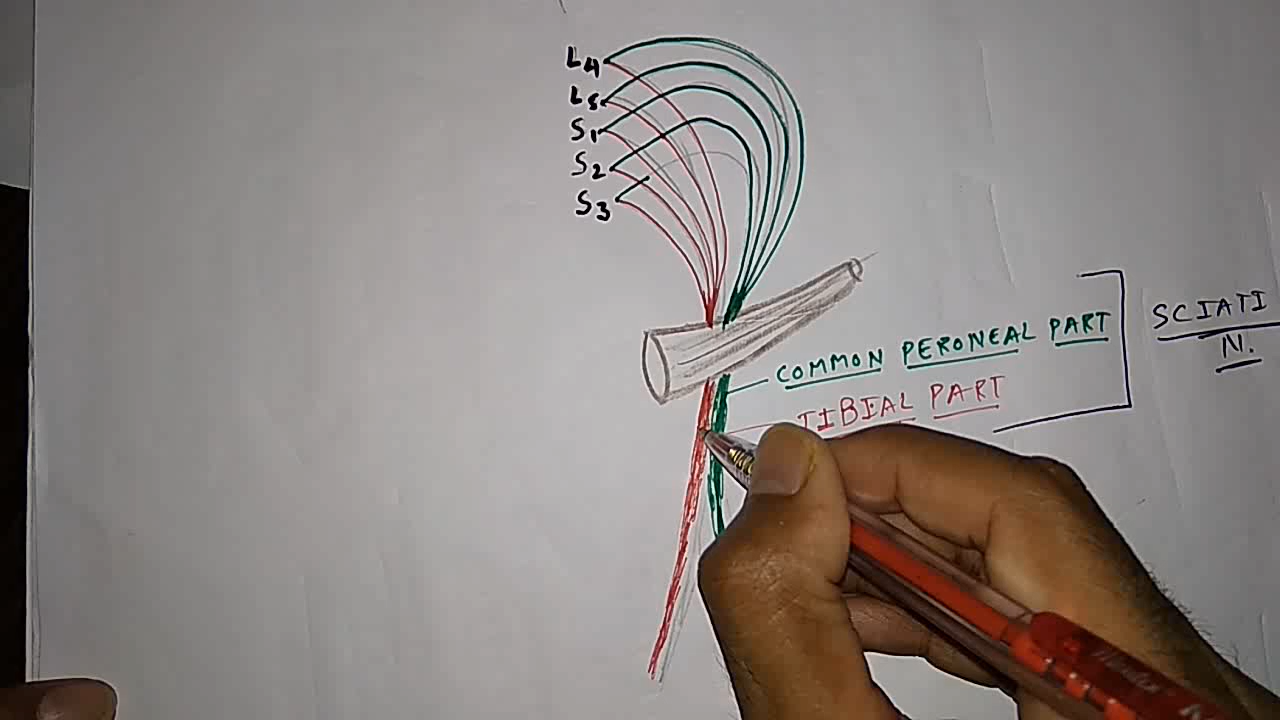 L4
L5
S1
S2
S3
COMMON PERONEAL PART
TIBIAL PART
SCIATI
N.